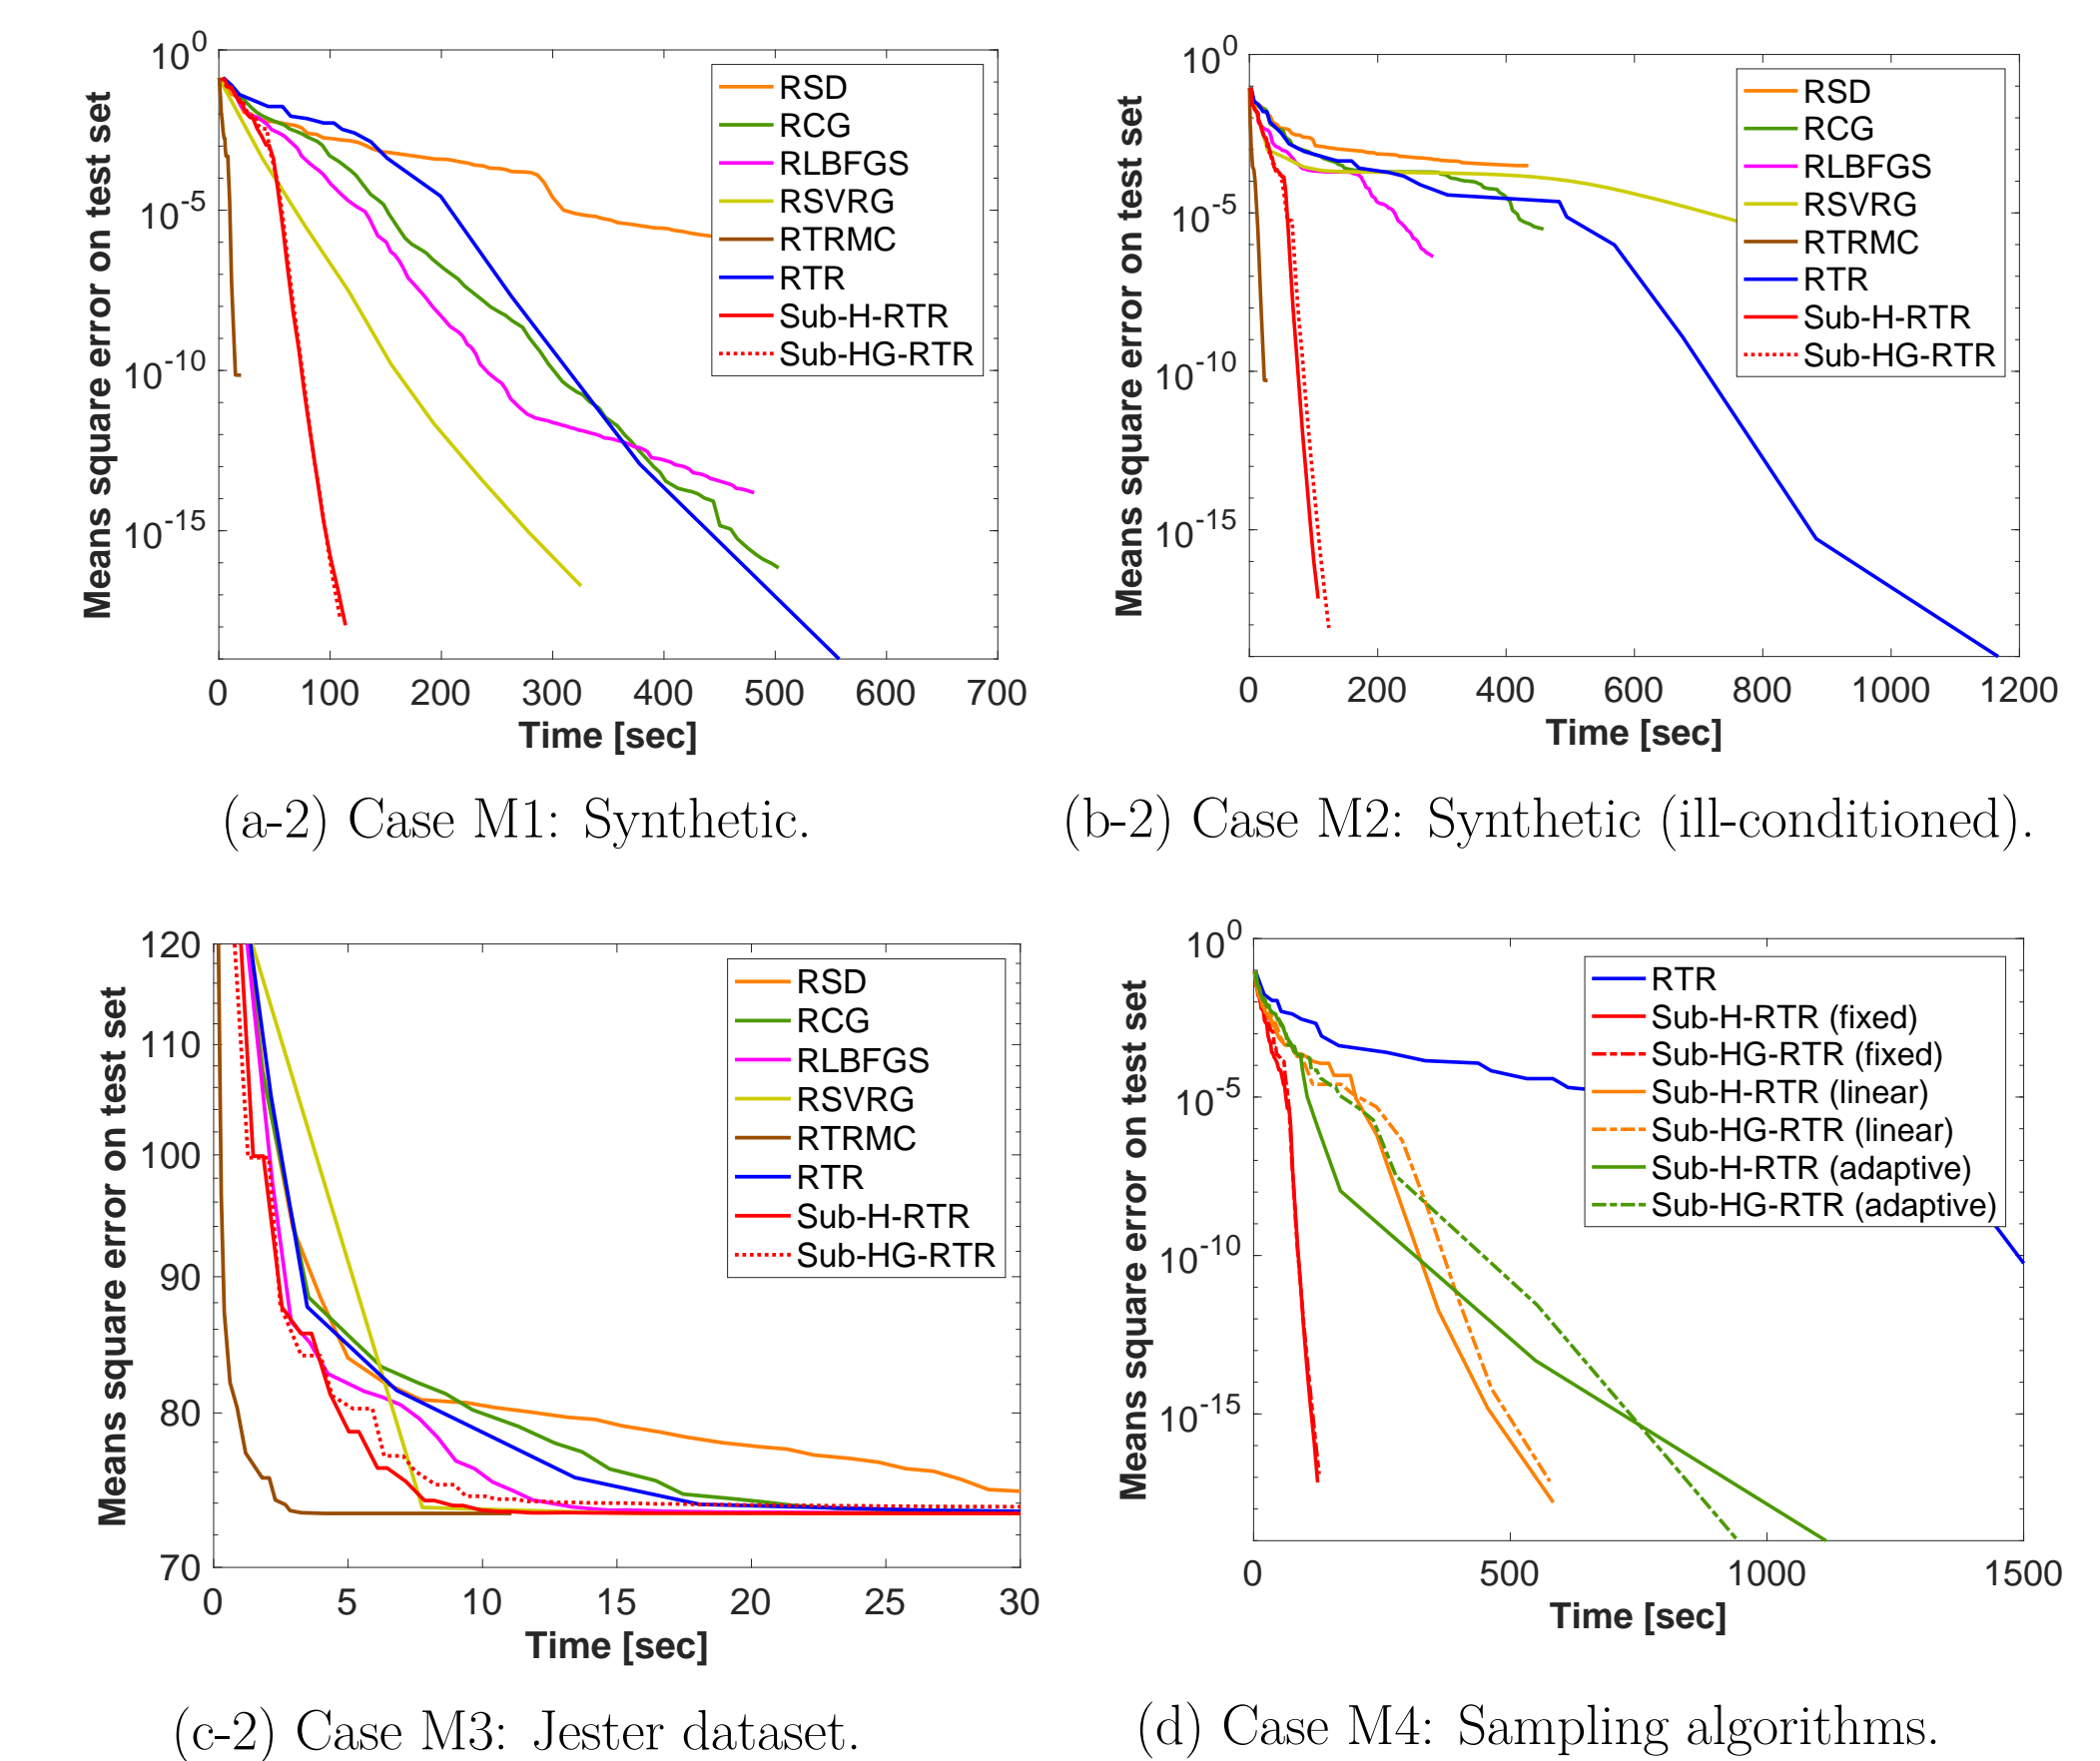 10^0
10^-5
10^-10
10^-15
Means square error on test set
RSD
RCG
RLBFGS
RSVRG
RTRMC
RTR
Sub-H-RTR
Sub-HG-RTR
0 100 200 300 400 500 600 700
Time [sec]
(a-2) Case M1: Synthetic.
10^0
10^-5
10^-10
10^-15
Means square error on test set
RSD
RCG
RLBFGS
RSVRG
RTRMC
RTR
Sub-H-RTR
Sub-HG-RTR
0 200 400 600 800 1000 1200
Time [sec]
(b-2) Case M2: Synthetic (ill-conditioned).
120
110
100
90
80
70
Means square error on test set
RSD
RCG
RLBFGS
RSVRG
RTRMC
RTR
Sub-H-RTR
Sub-HG-RTR
0 5 10 15 20 25 30
Time [sec]
(c-2) Case M3: Jester dataset.
10^0
10^-5
10^-10
10^-15
Means square error on test set
RTR
Sub-H-RTR (fixed)
Sub-HG-RTR (fixed)
Sub-H-RTR (linear)
Sub-HG-RTR (linear)
Sub-H-RTR (adaptive)
Sub-HG-RTR (adaptive)
0 500 1000 1500
Time [sec]
(d) Case M4: Sampling algorithms.